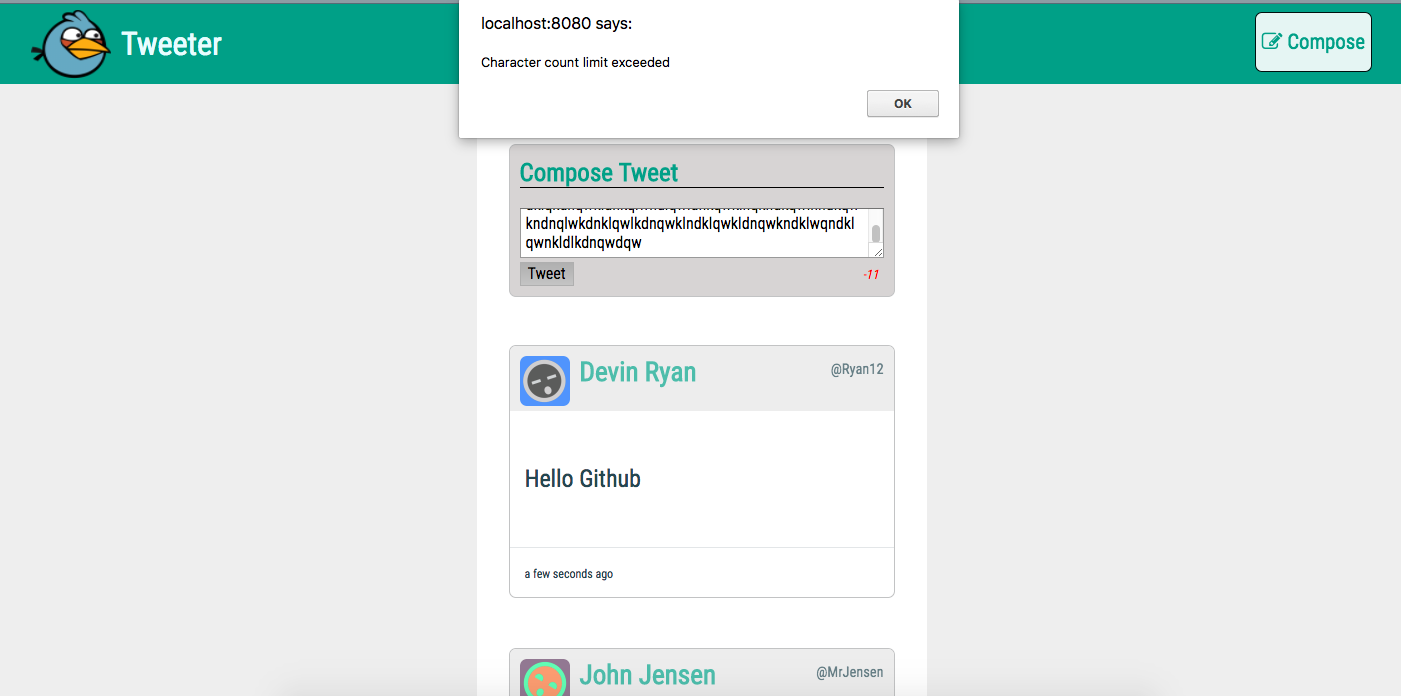 localhost:8080 says:
Character count limit exceeded
OK
Tweeter
Compose
Compose Tweet
kndnqlwkdnklqwlkdnqwklndklqwkldnqwkndklwqndkl
qwnkldlkdnqwdqw
Tweet
-11
Devin Ryan
@Ryan12
Hello Github
a few seconds ago
John Jensen
@MrJensen